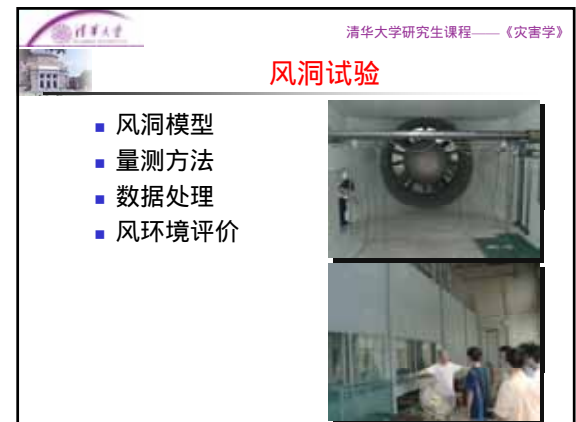 清华大学
清华大学研究生课程——《灾害学》
风洞试验
风洞模型
量测方法
数据处理
风环境评价